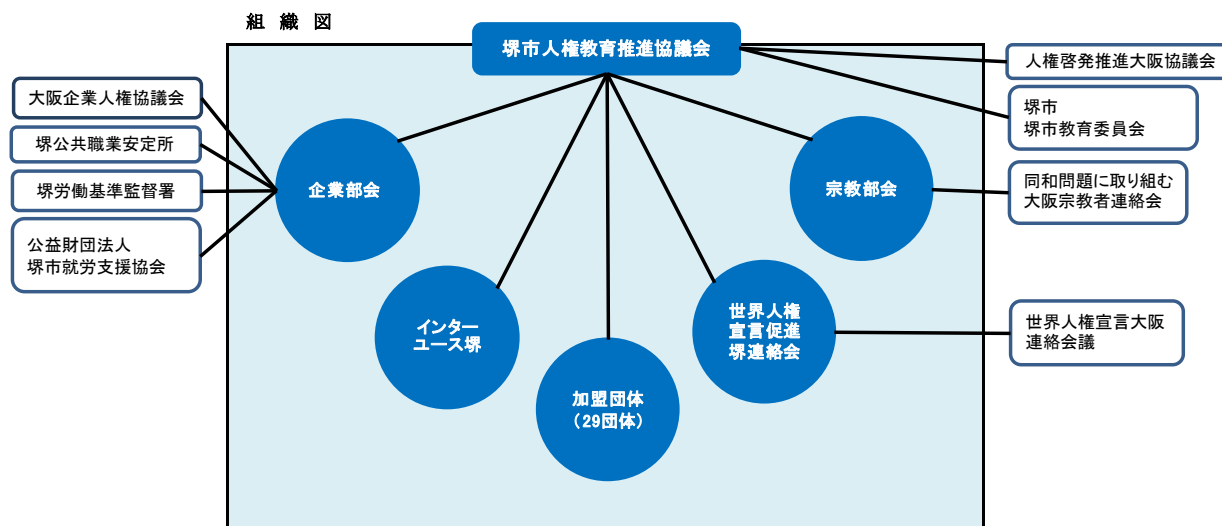 組 織 図
堺市人権教育推進協議会
大阪企業人権協議会
堺公共職業安定所
堺労働基準監督署
公益財団法人
堺市就労支援協会
企業部会
インター
ユース堺
加盟団体
（29団体）
世界人権
宣言促進
堺連絡会
宗教部会
人権啓発推進大阪協議会
堺市
堺市教育委員会
同和問題に取り組む
大阪宗教者連絡会
世界人権宣言大阪
連絡会議